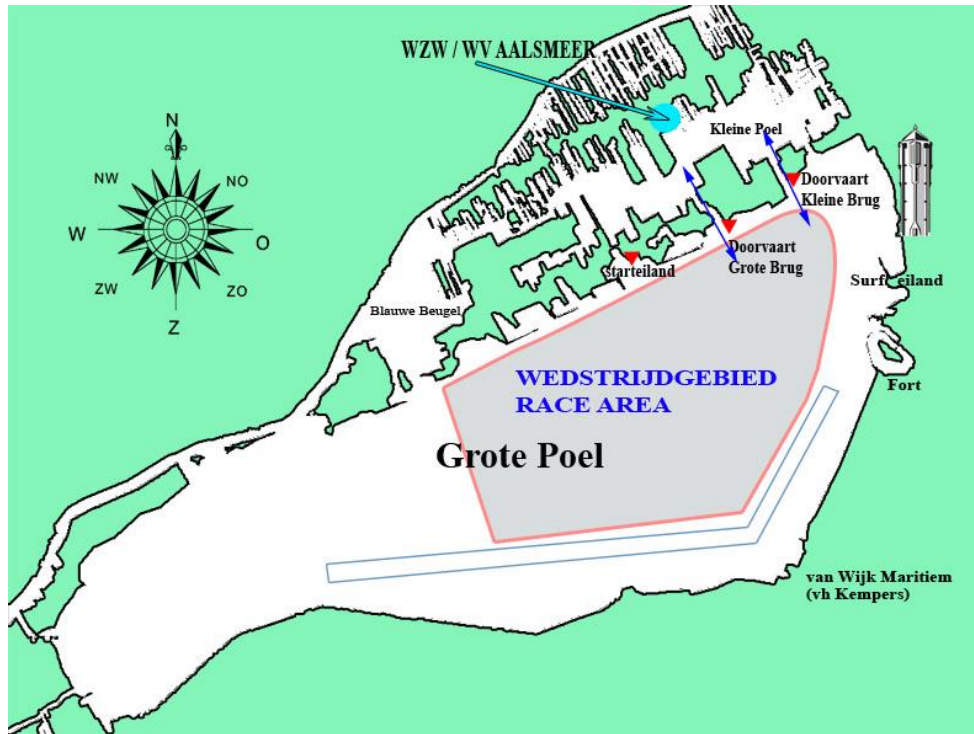 WZW / WV AALSMEER
Kleine Poel
N
NW
NO
W
O
ZW
ZO
Z
Doorvaart
Kleine Brug
Doorvaart
Grote Brug
starteiland
Surfeiland
Blauwe Beugel
Fort
WEDSTRIJDGEBIED
RACE AREA
Grote Poel
van Wijk Maritiem
(vh Kempers)